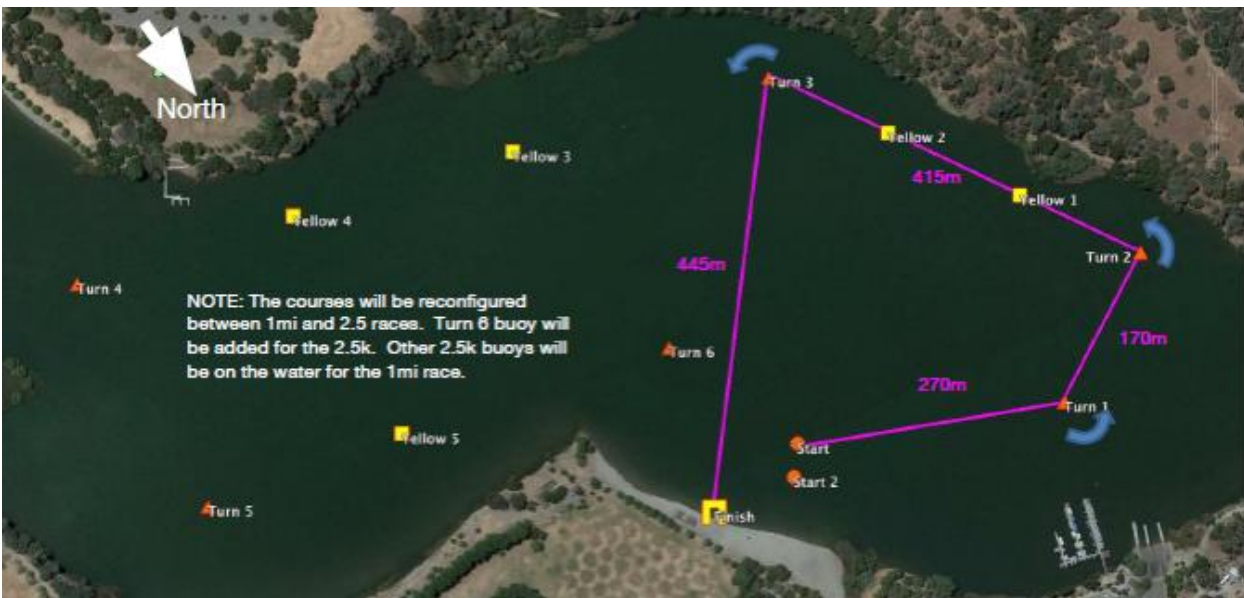 North
Turn 3
Yellow 2
Yellow 3
415m
Yellow 1
Yellow 4
Turn 2
445m
Turn 4
NOTE: The courses will be reconfigured
between 1mi and 2.5 races. Turn 6 buoy will
be added for the 2.5k. Other 2.5k buoys will
be on the water for the 1mi race.
Turn 6
170m
270m
Turn 1
Yellow 5
Start
Start 2
Turn 5
Finish